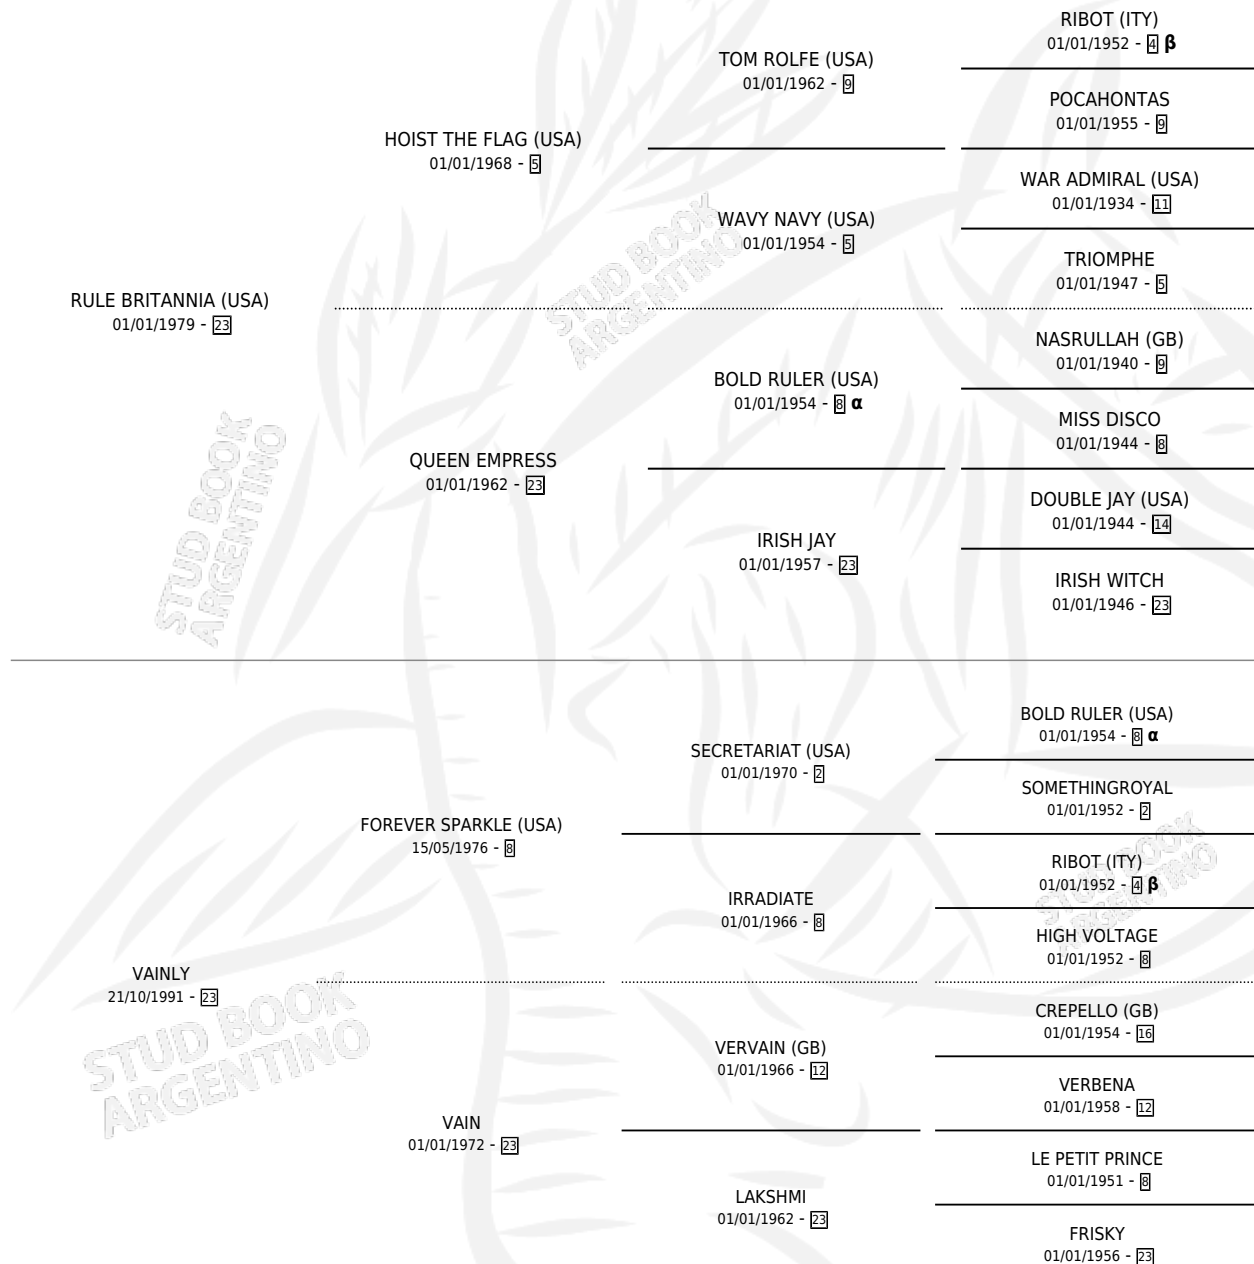 RIBOT (ITY)
01/01/1952 - 4 β
TOM ROLFE (USA)
01/01/1962 - 9
POCAHONTAS
01/01/1955 - 9
HOIST THE FLAG (USA)
01/01/1968 - 5
WAR ADMIRAL (USA)
01/01/1934 - 11
WAVY NAVY (USA)
01/01/1954 - 5
TRIOMPHE
01/01/1947 - 5
RULE BRITANNIA (USA)
01/01/1979 - 23
NASRULLAH (GB)
01/01/1940 - 9
BOLD RULER (USA)
01/01/1954 - 8 α
MISS DISCO
01/01/1944 - 8
QUEEN EMPRESS
01/01/1962 - 23
DOUBLE JAY (USA)
01/01/1944 - 14
IRISH JAY
01/01/1957 - 23
IRISH WITCH
01/01/1946 - 23
BOLD RULER (USA)
01/01/1954 - 8 α
SECRETARIAT (USA)
01/01/1970 - 2
SOMETHINGROYAL
01/01/1952 - 2
FOREVER SPARKLE (USA)
15/05/1976 - 8
RIBOT (ITY)
01/01/1952 - 4 β
IRRADIATE
01/01/1966 - 8
HIGH VOLTAGE
01/01/1952 - 8
VAINLY
21/10/1991 - 23
CREPELLO (GB)
01/01/1954 - 16
VERVAIN (GB)
01/01/1966 - 12
VERBENA
01/01/1958 - 12
VAIN
01/01/1972 - 23
LE PETIT PRINCE
01/01/1951 - 8
LAKSHMI
01/01/1962 - 23
FRISKY
01/01/1956 - 23
STUD BOOK
ARGENTINO
STUD BOOK
ARGENTINO
STUD BOOK
ARGENTINO
STUD BOOK
ARGENTINO